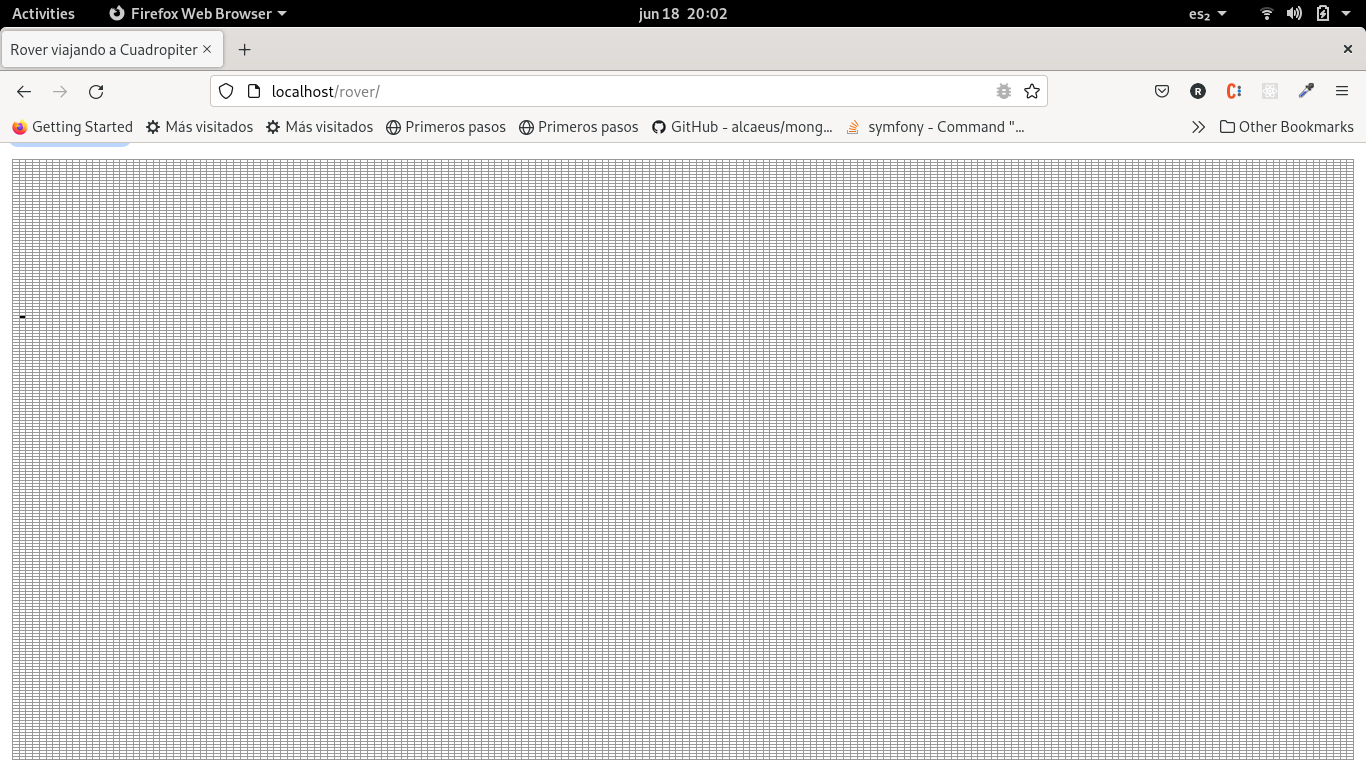 Activities Firefox Web Browser jun 18 20:02 es₂
Rover viajando a Cuadropiter
localhost/rover/
Getting Started Más visitados Más visitados Primeros pasos Primeros pasos GitHub - alcaeus/mong... symfony - Command "... Other Bookmarks